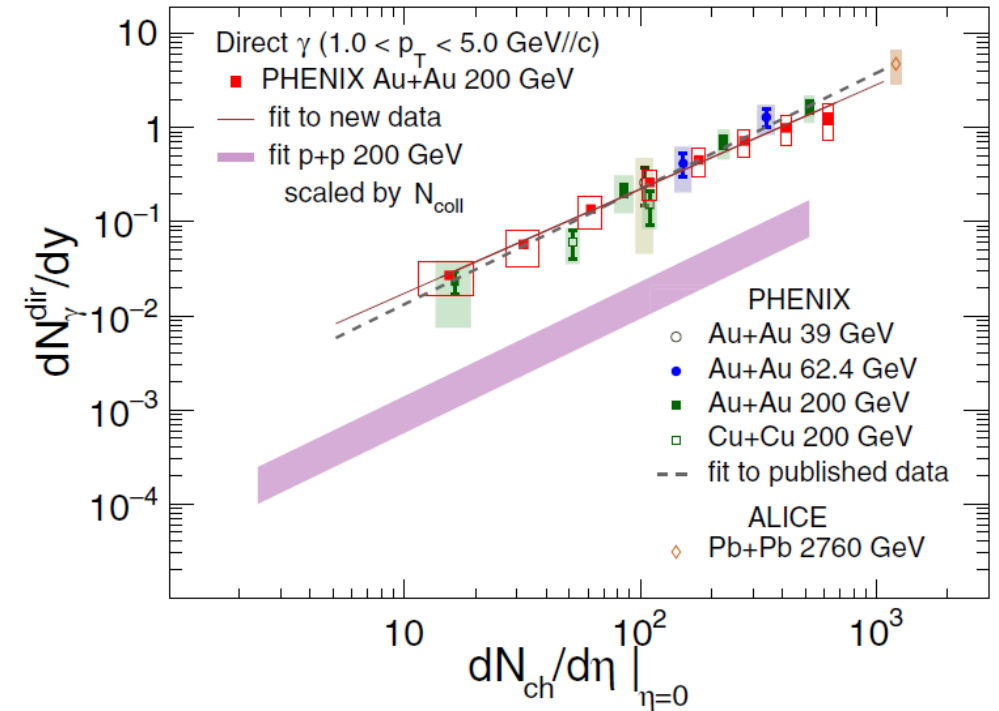 Direct γ (1.0 < p_T < 5.0 GeV//c)
PHENIX Au+Au 200 GeV
fit to new data
fit p+p 200 GeV
scaled by N_coll
PHENIX
Au+Au 39 GeV
Au+Au 62.4 GeV
Au+Au 200 GeV
Cu+Cu 200 GeV
fit to published data
ALICE
Pb+Pb 2760 GeV
dN_γ^dir/dy
10
1
10^−1
10^−2
10^−3
10^−4
10
10^2
10^3
dN_ch/dη |_η=0